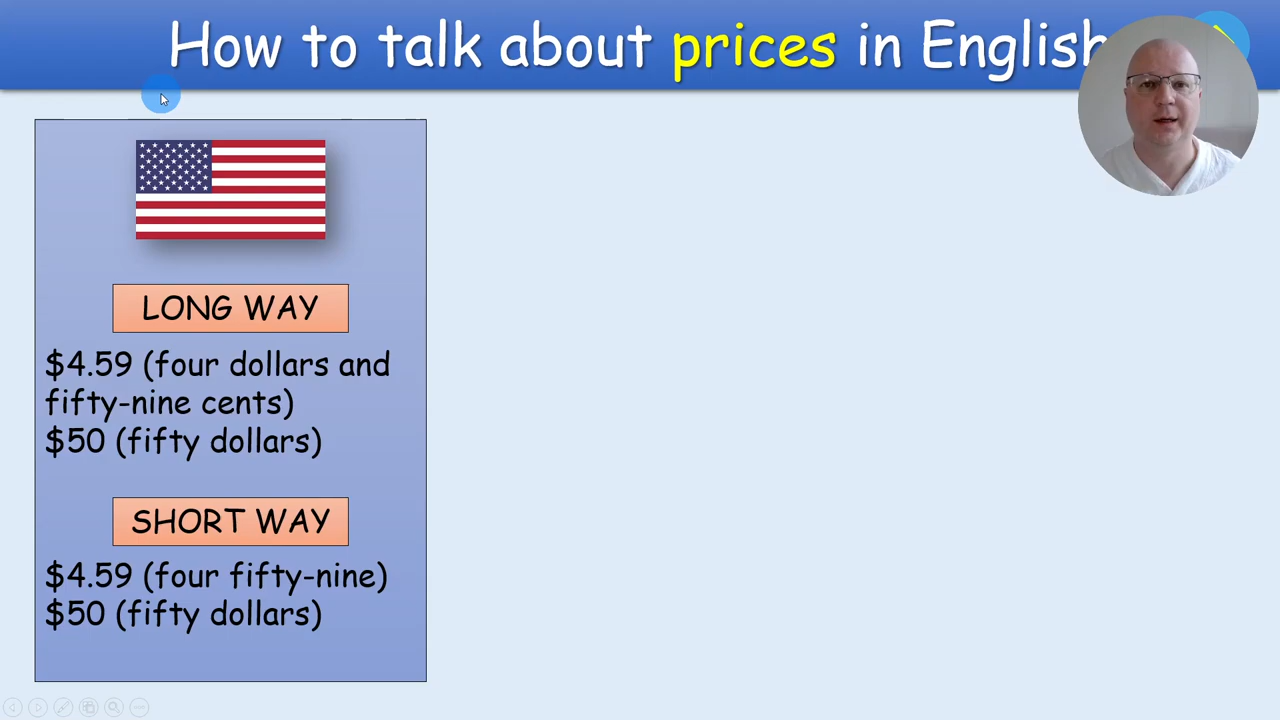 How to talk about prices in English
LONG WAY
$4.59 (four dollars and
fifty-nine cents)
$50 (fifty dollars)
SHORT WAY
$4.59 (four fifty-nine)
$50 (fifty dollars)